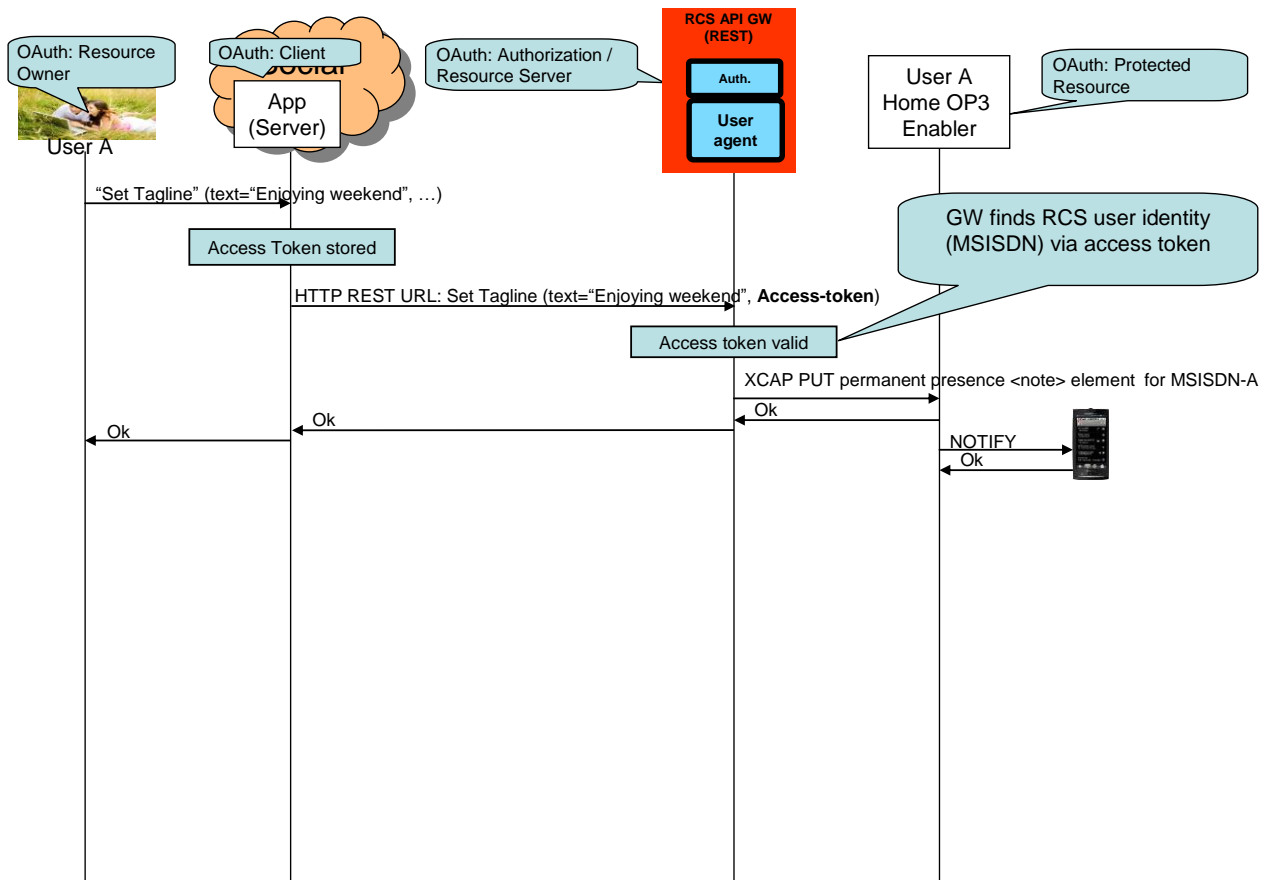 RCS API GW
(REST)
OAuth: Resource
Owner
OAuth: Client
Social
App
(Server)
OAuth: Authorization /
Resource Server
Auth.
User
agent
User A
Home OP3
Enabler
OAuth: Protected
Resource
User A
“Set Tagline” (text=“Enjoying weekend”, …)
GW finds RCS user identity
(MSISDN) via access token
Access Token stored
HTTP REST URL: Set Tagline (text=“Enjoying weekend”, Access-token)
Access token valid
XCAP PUT permanent presence <note> element for MSISDN-A
Ok
Ok
Ok
NOTIFY
Ok